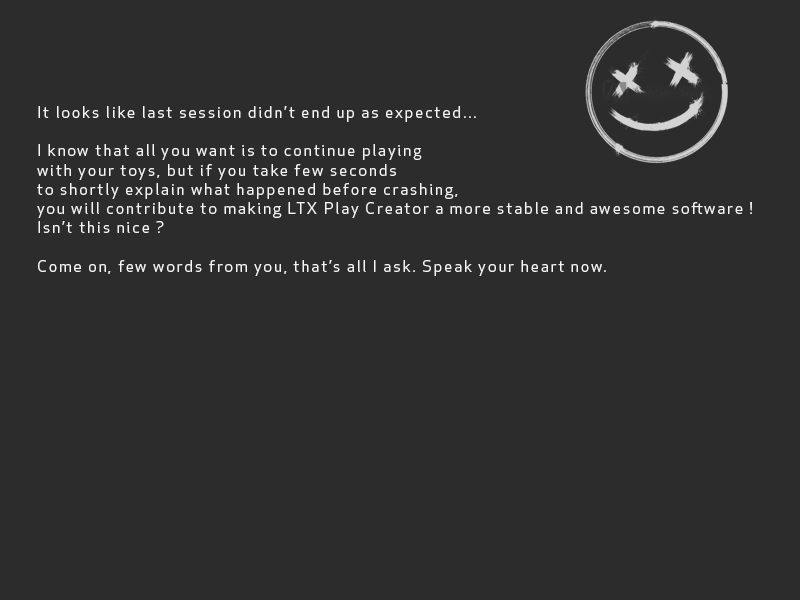 It looks like last session didn't end up as expected...
I know that all you want is to continue playing
with your toys, but if you take few seconds
to shortly explain what happened before crashing,
you will contribute to making LTX Play Creator a more stable and awesome software !
Isn't this nice ?
Come on, few words from you, that's all I ask. Speak your heart now.